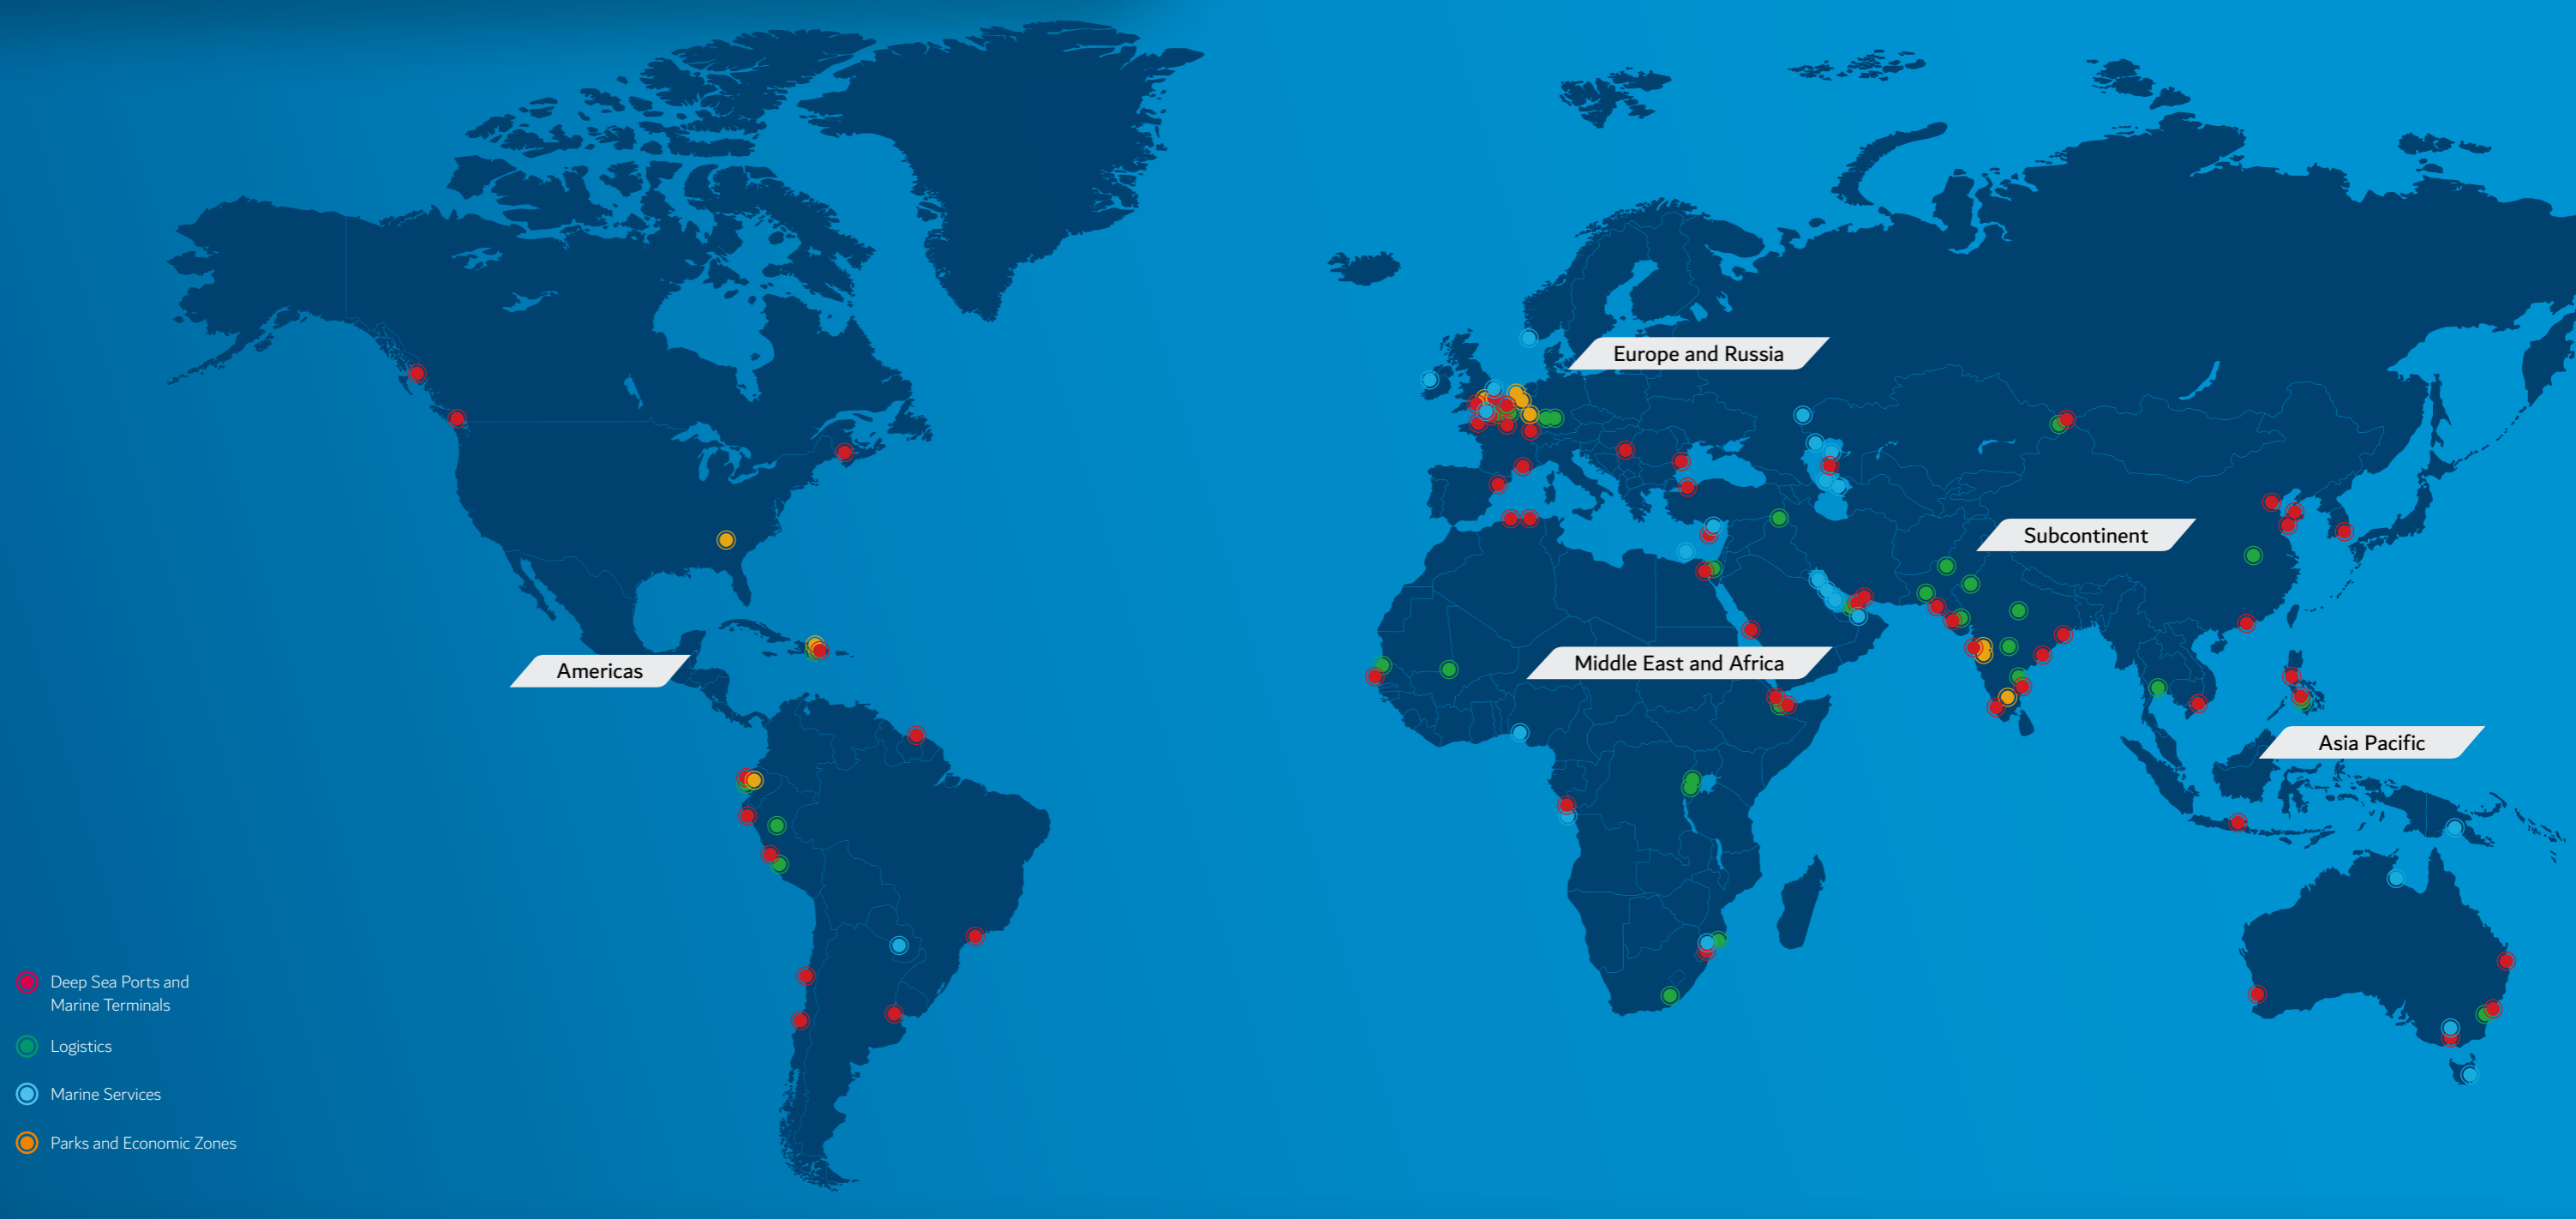 Europe and Russia
Subcontinent
Americas
Middle East and Africa
Asia Pacific
Deep Sea Ports and
Marine Terminals
Logistics
Marine Services
Parks and Economic Zones